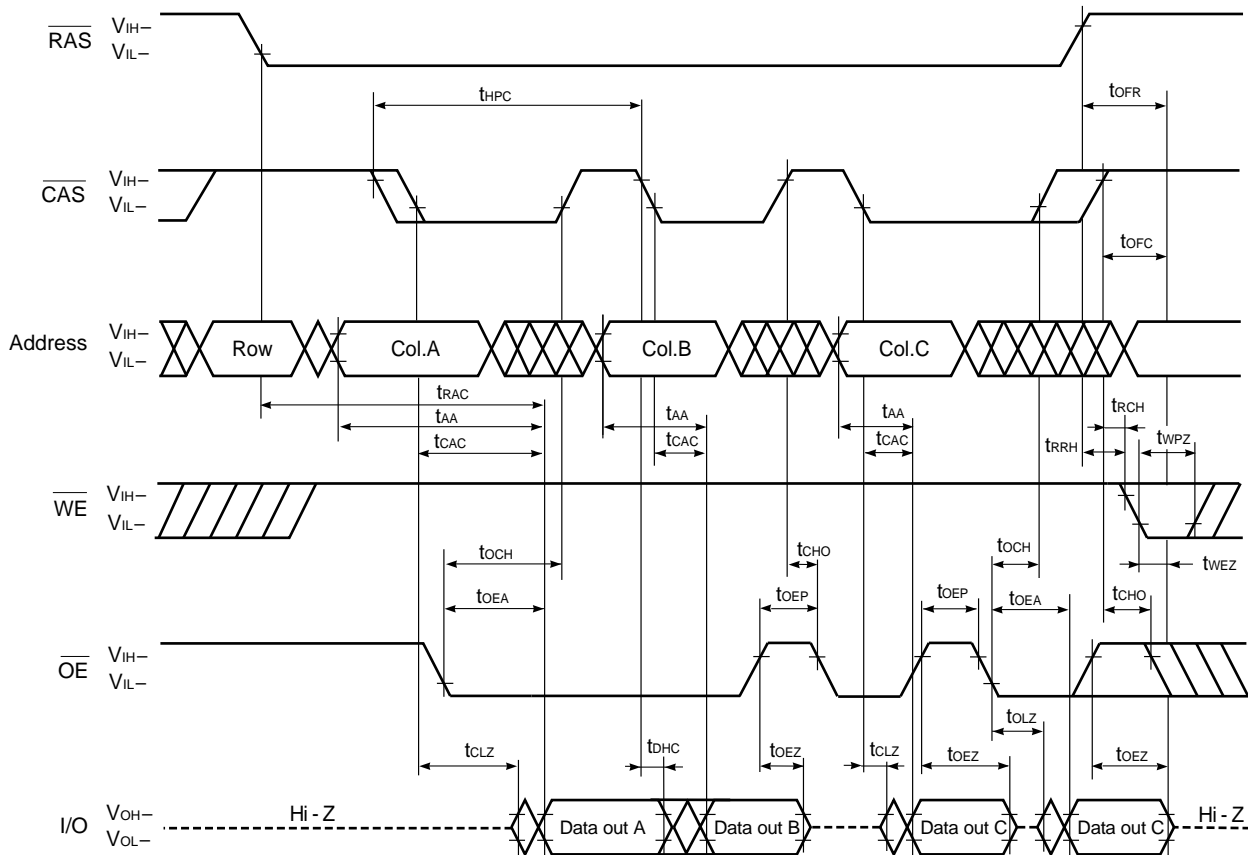 RAS
VIH–
VIL–
tHPC
tOFR
CAS
VIH–
VIL–
tOFC
Address
VIH–
VIL–
Row
Col.A
Col.B
Col.C
tRAC
tAA
tAA
tAA
tCAC
tCAC
tCAC
tRCH
tRRH
tWPZ
WE
VIH–
VIL–
tOCH
tCHO
tOCH
tWEZ
tOEA
tOEP
tOEP
tOEA
tCHO
OE
VIH–
VIL–
tCLZ
tDHC
tOEZ
tCLZ
tOEZ
tOLZ
tOEZ
I/O
VOH–
VOL–
Hi - Z
Data out A
Data out B
Data out C
Data out C
Hi - Z